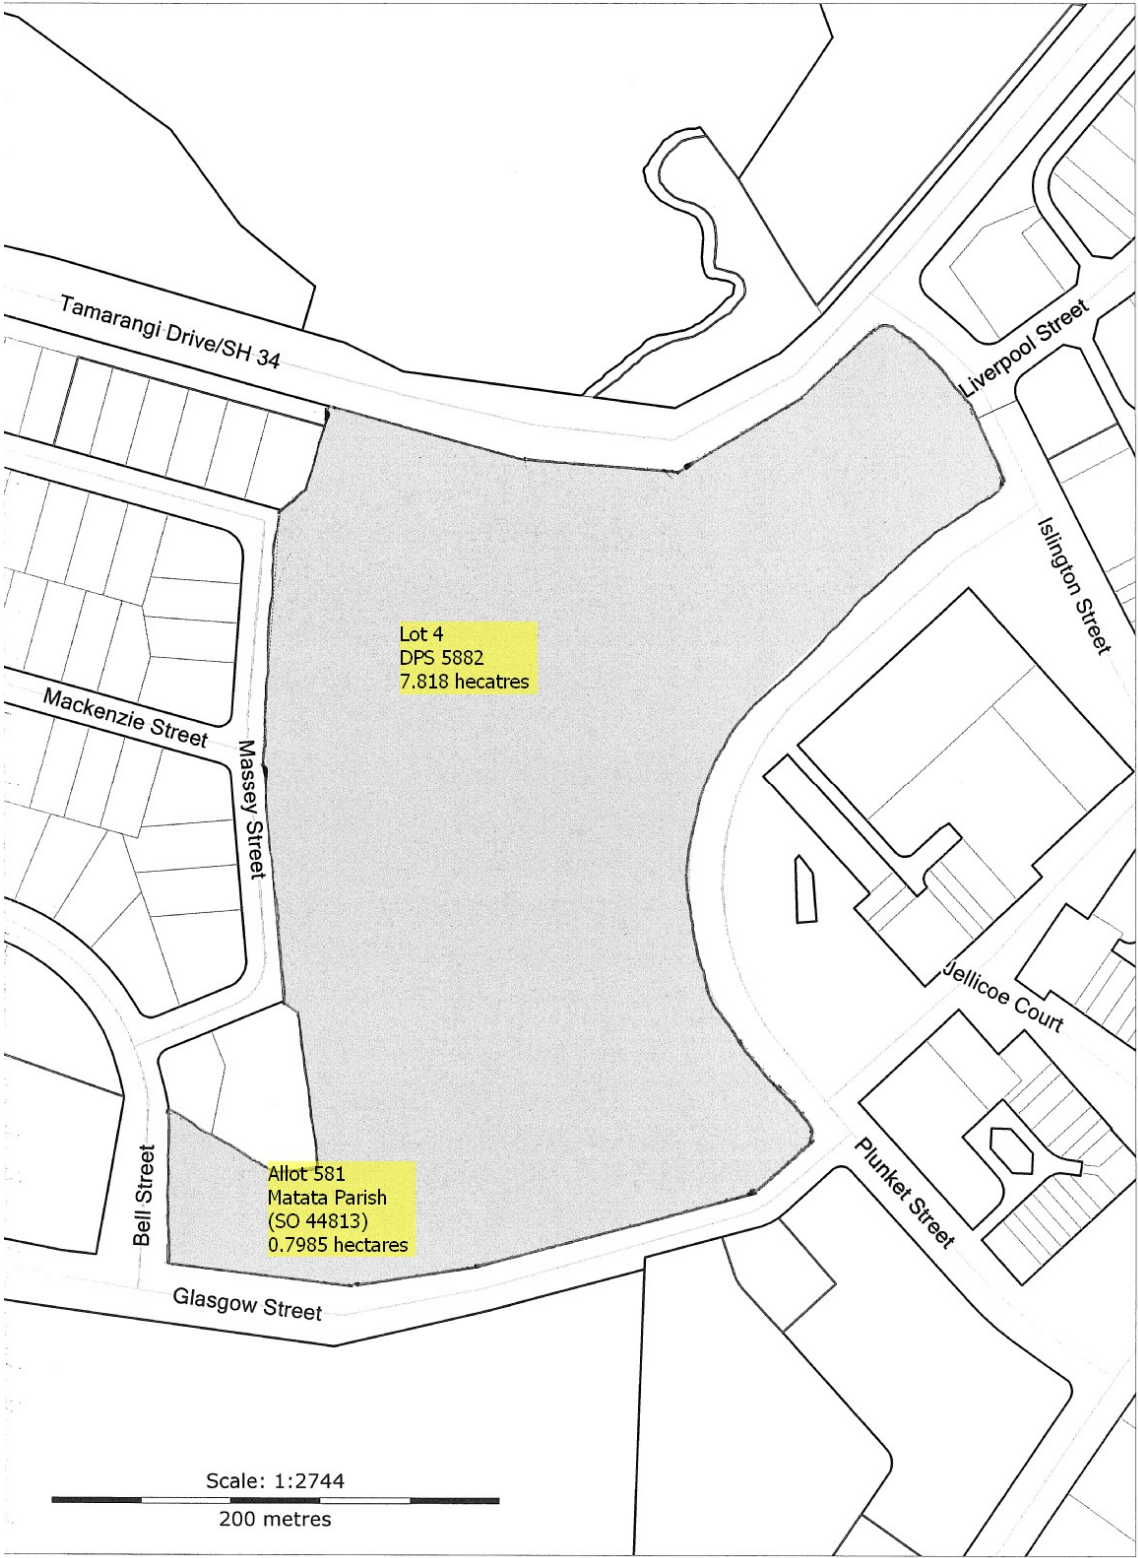 Tamarangi Drive/SH 34
Liverpool Street
Islington Street
Lot 4
DPS 5882
7.818 hecatres
Mackenzie Street
Massey Street
Jellicoe Court
Allot 581
Matata Parish
(SO 44813)
0.7985 hectares
Bell Street
Plunket Street
Glasgow Street
Scale: 1:2744
200 metres